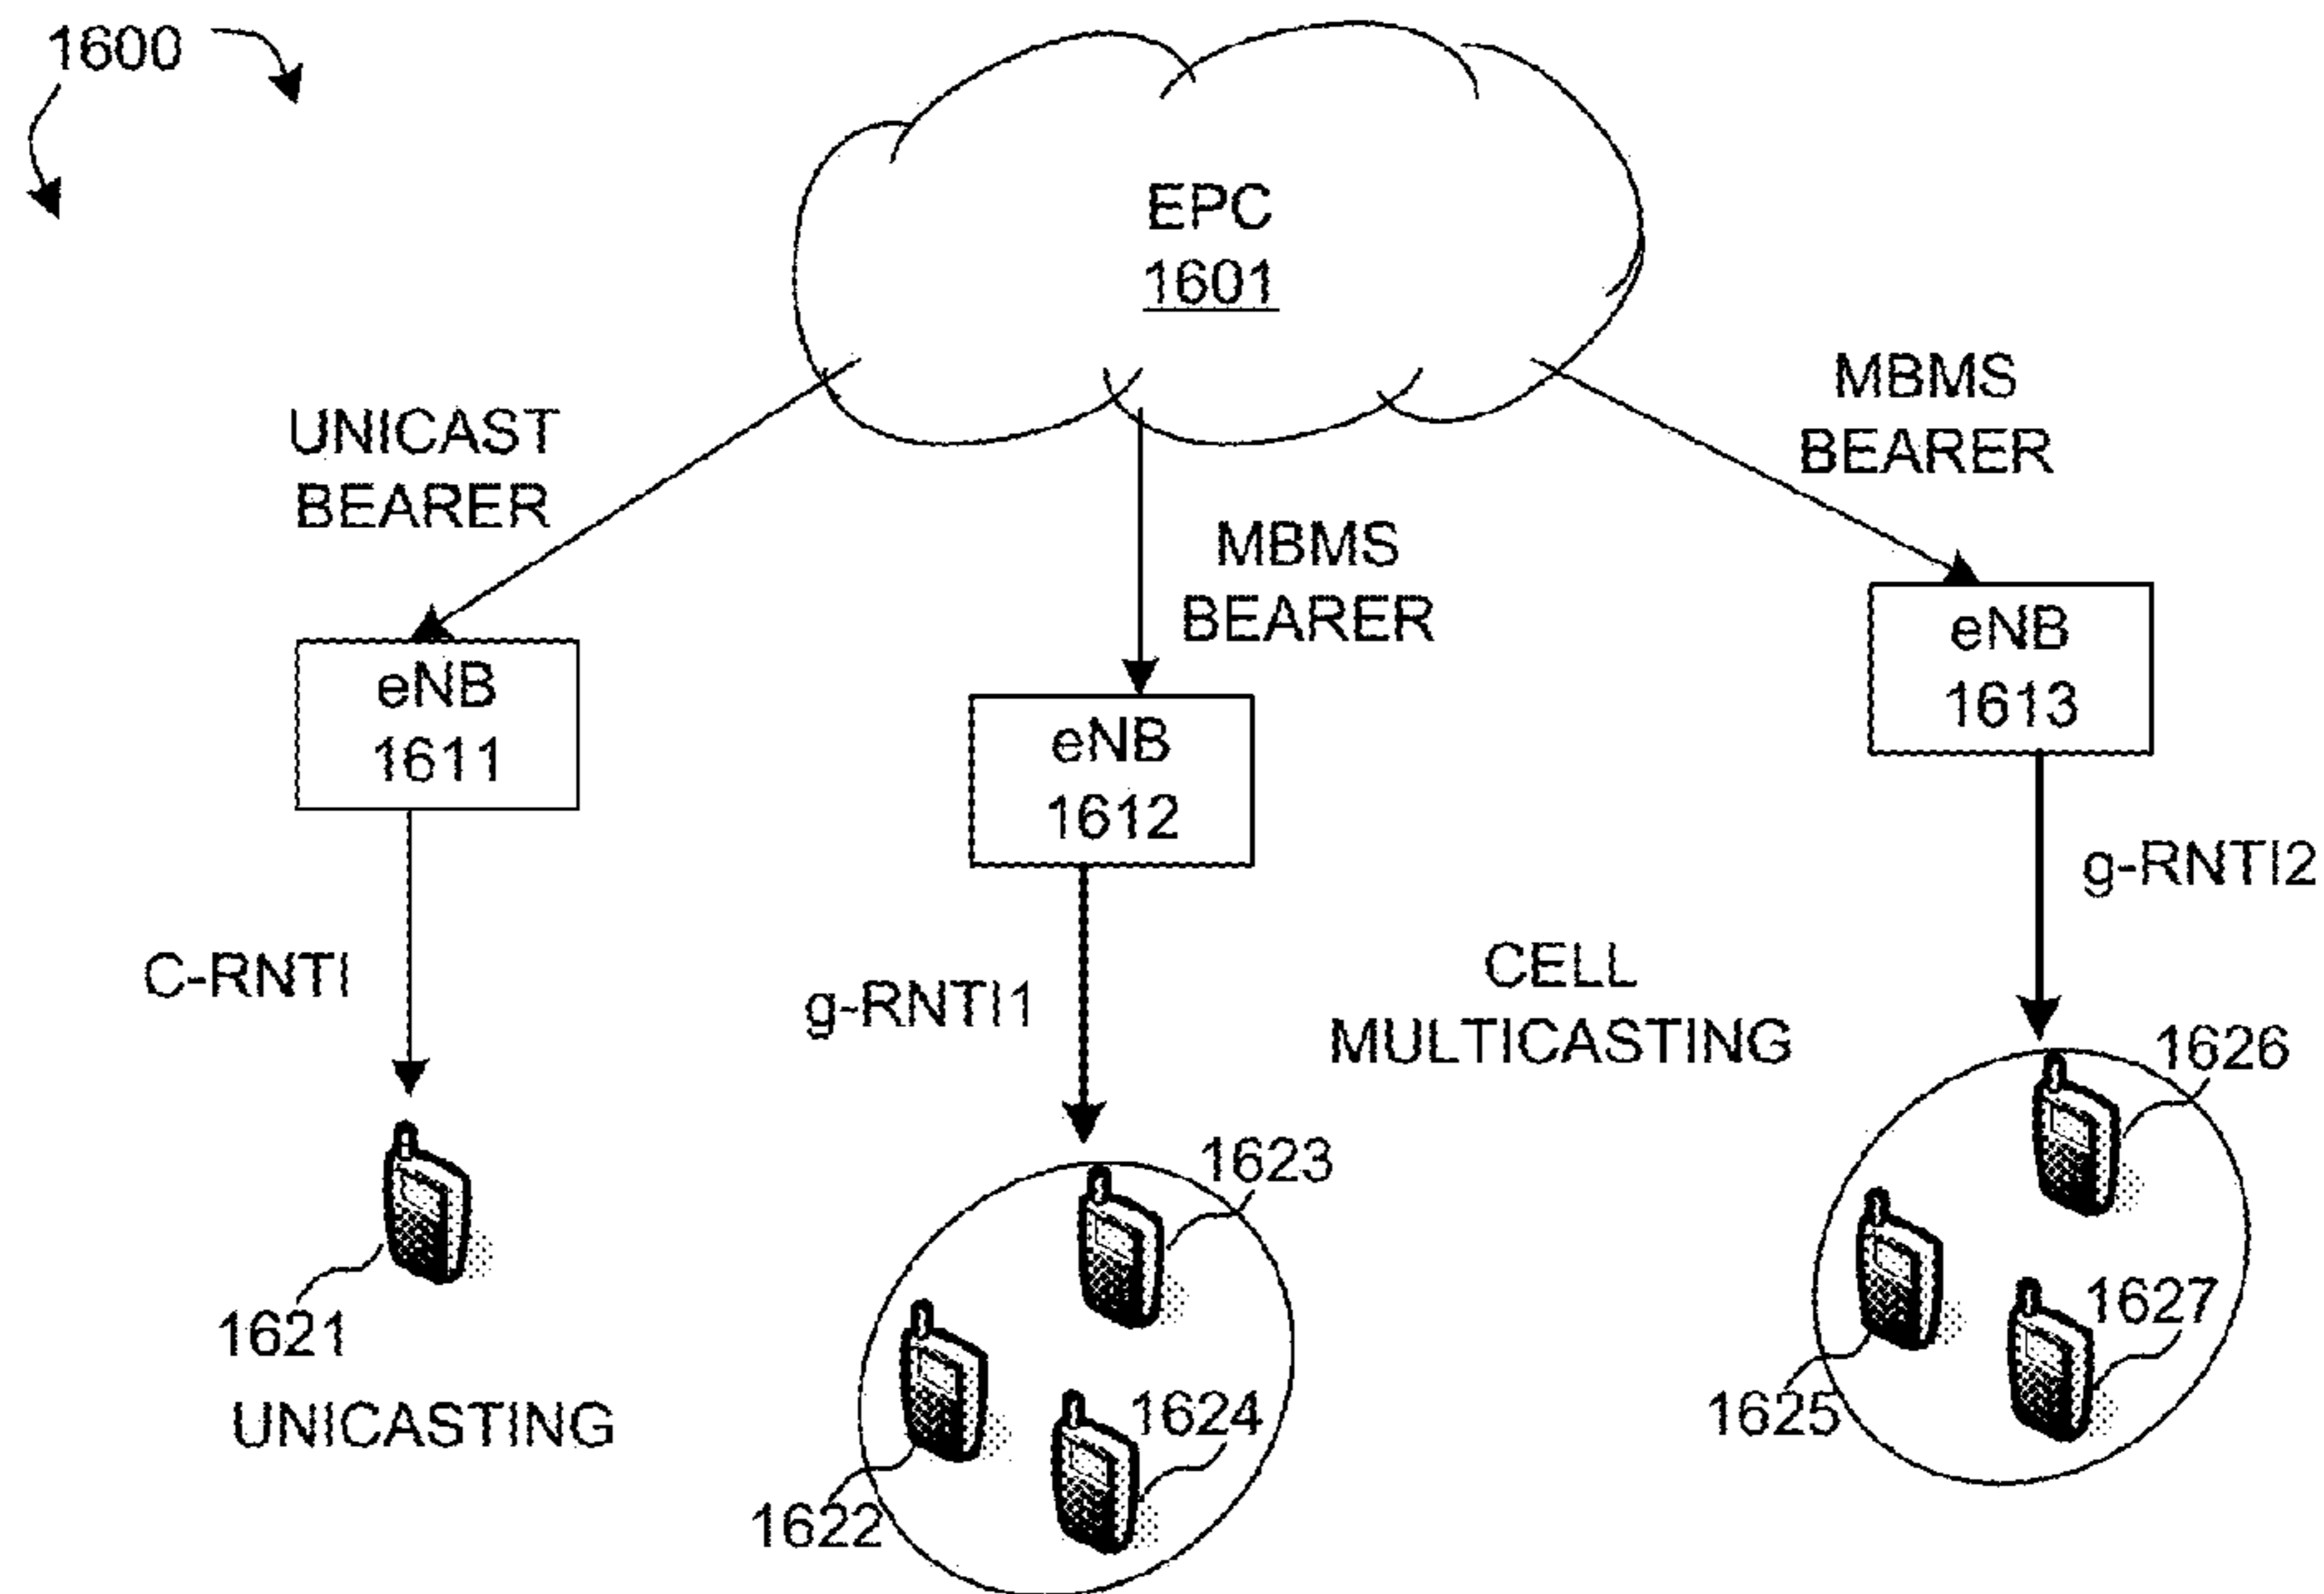 1600
EPC
1601
UNICAST
BEARER
MBMS
BEARER
MBMS
BEARER
eNB
1611
eNB
1612
eNB
1613
C-RNTI
g-RNTI1
g-RNTI2
CELL
MULTICASTING
1621
UNICASTING
1623
1622
1624
1626
1625
1627